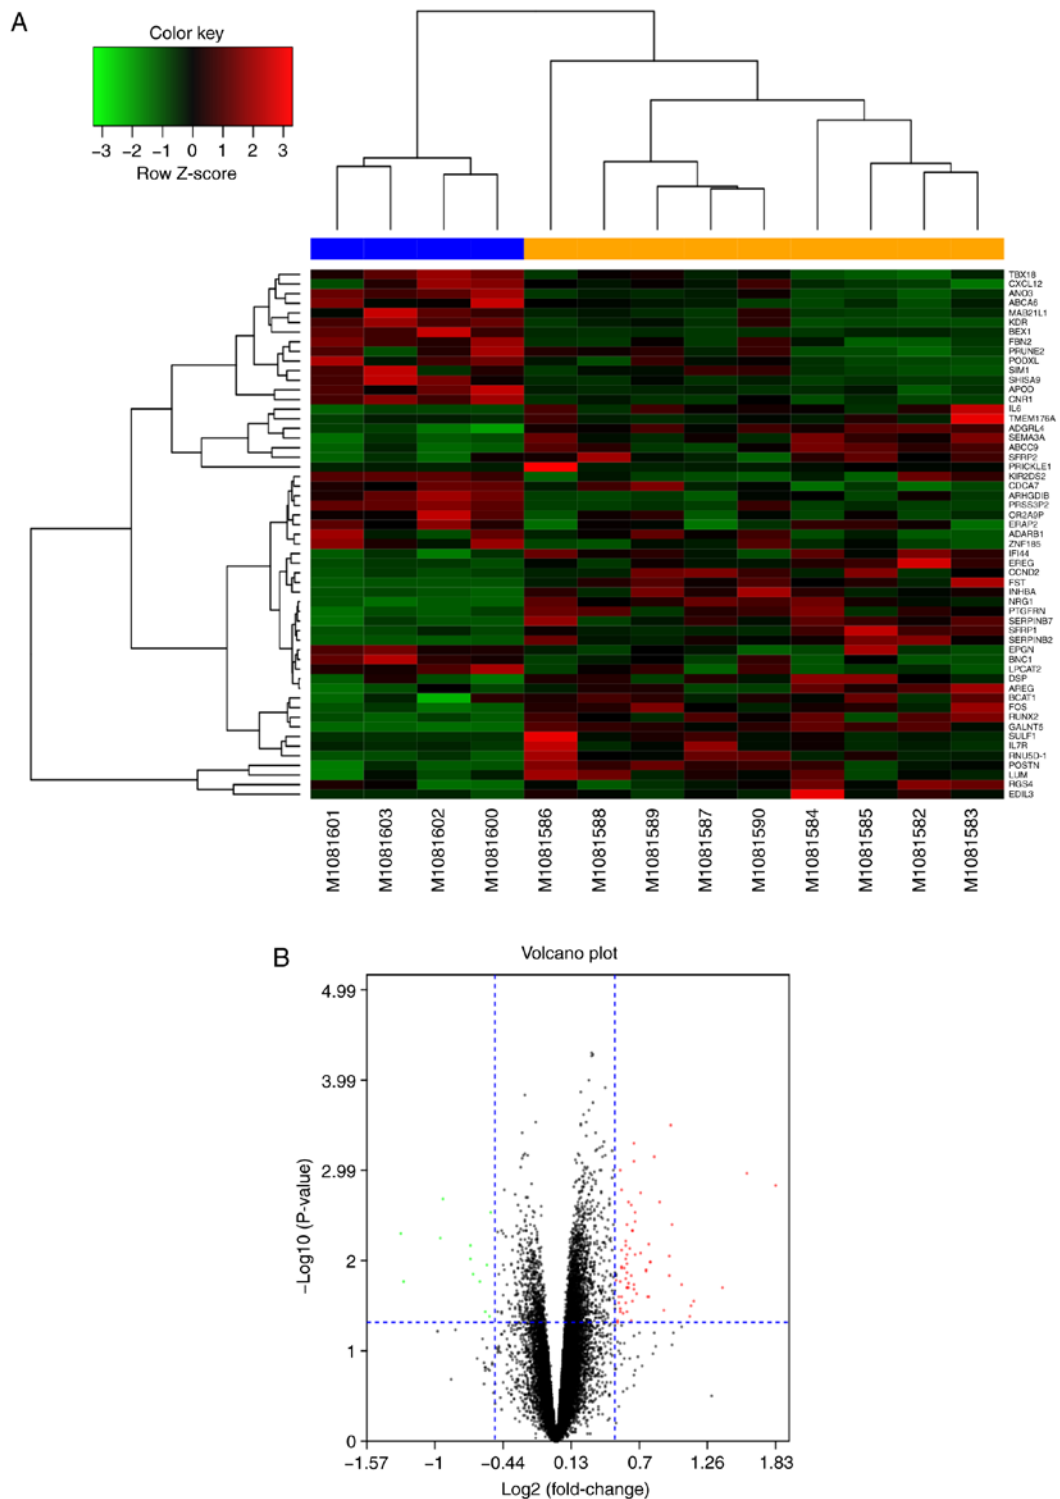 A
Color key
−3 −2 −1 0 1 2 3
Row Z-score
TBX18
CXCL12
ANO3
ABCA6
MAB21L1
KDR
BEX1
FBN2
PRUNE2
PODXL
SIM1
SHISA9
APOD
CNR1
IL6
TMEM176A
ADGRL4
SEMA3A
ABCC9
SFRP2
PRICKLE1
KIR2DS2
CDCA7
ARHGDIB
PRSS3P2
OR2A9P
ERAP2
ADARB1
ZNF185
IFI44
EREG
CCND2
FST
INHBA
NRG1
PTGFRN
SERPINB7
SFRP1
SERPINB2
EPGN
BNC1
LPCAT2
DSP
AREG
BCAT1
FOS
RUNX2
GALNT5
SULF1
IL7R
RNU5D-1
POSTN
LUM
RGS4
EDIL3
M1081601 M1081603 M1081602 M1081600 M1081586 M1081588 M1081589 M1081587 M1081590 M1081584 M1081585 M1081582 M1081583
B
Volcano plot
4.99
3.99
2.99
2
1
0
−Log10 (P-value)
−1.57 −1 −0.44 0.13 0.7 1.26 1.83
Log2 (fold-change)